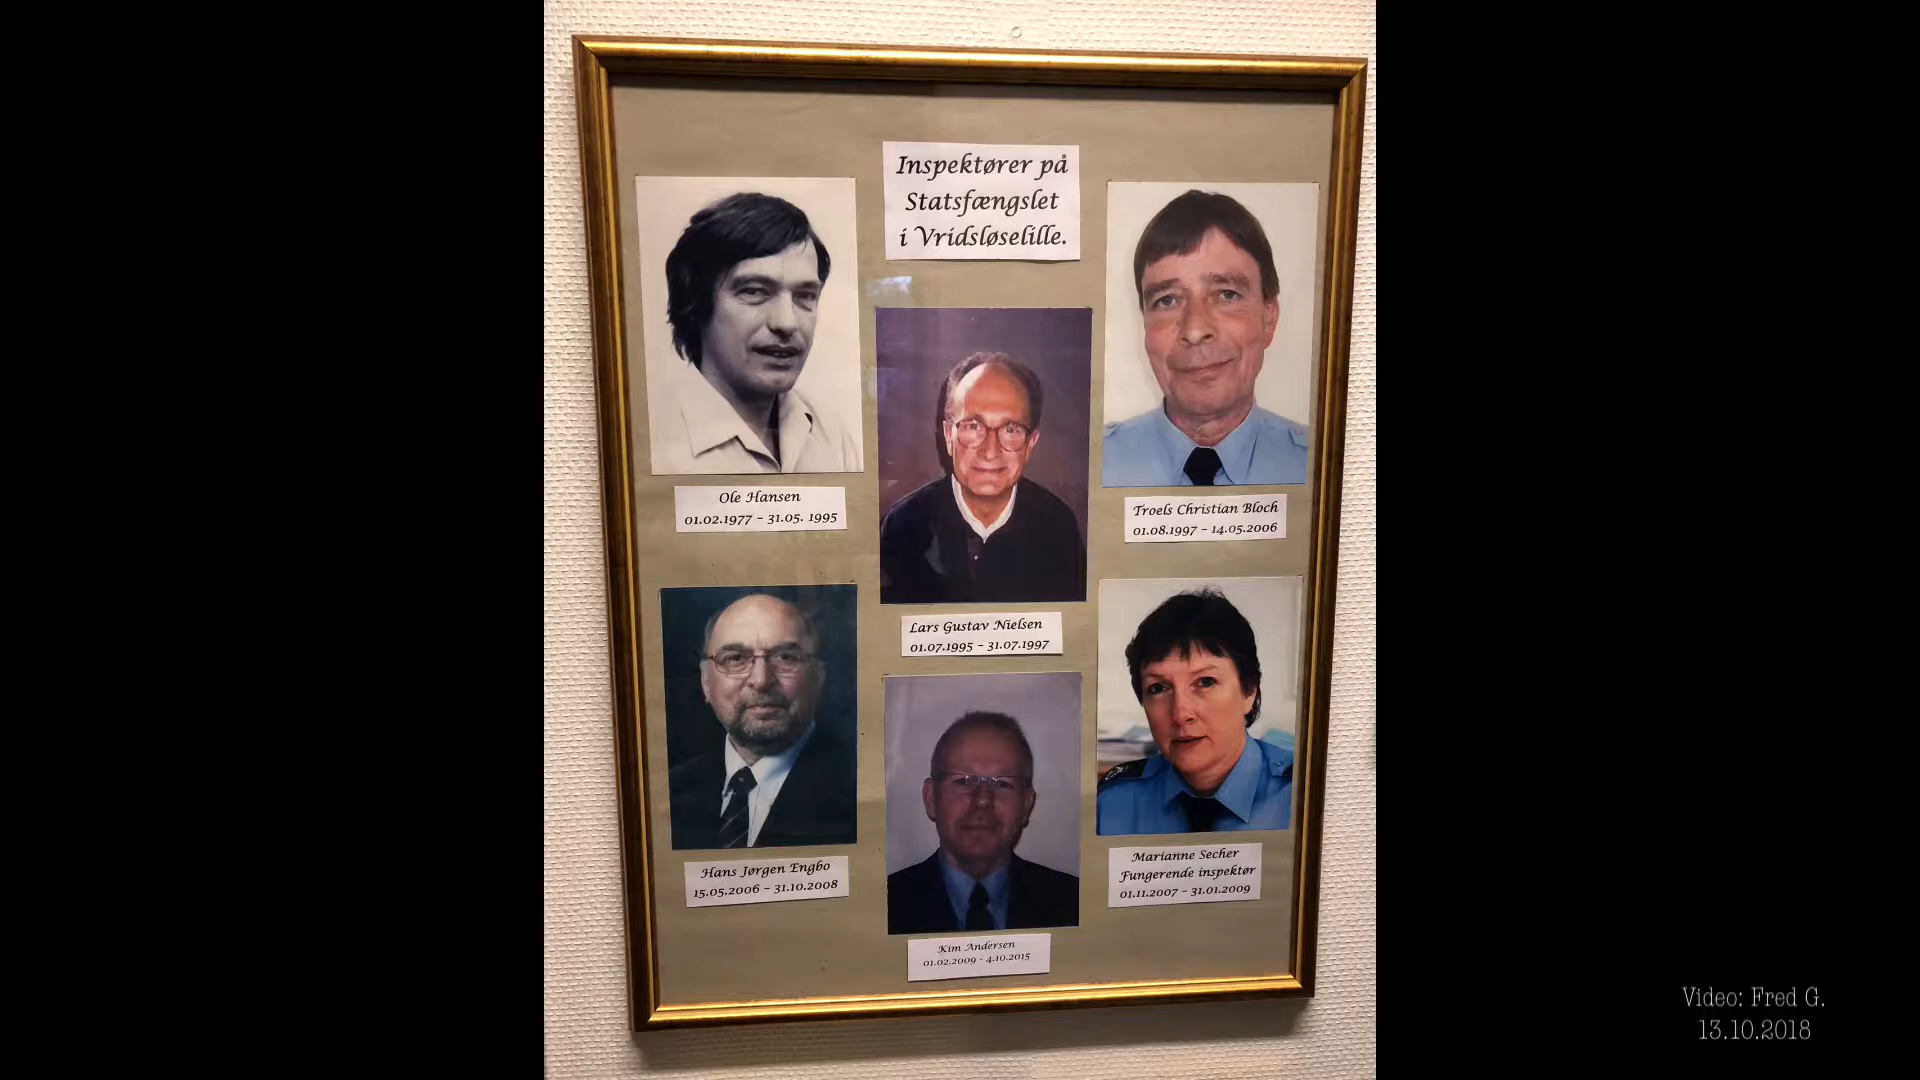 Inspektører på
Statsfængslet
i Vridsløselille.
Ole Hansen
01.02.1977 – 31.05. 1995
Troels Christian Bloch
01.08.1997 – 14.05.2006
Lars Gustav Nielsen
01.07.1995 – 31.07.1997
Hans Jørgen Engbo
15.05.2006 – 31.10.2008
Marianne Secher
Fungerende inspektør
01.11.2007 – 31.01.2009
Kim Andersen
01.02.2009 - 4.10.2015
Video: Fred G.
13.10.2018